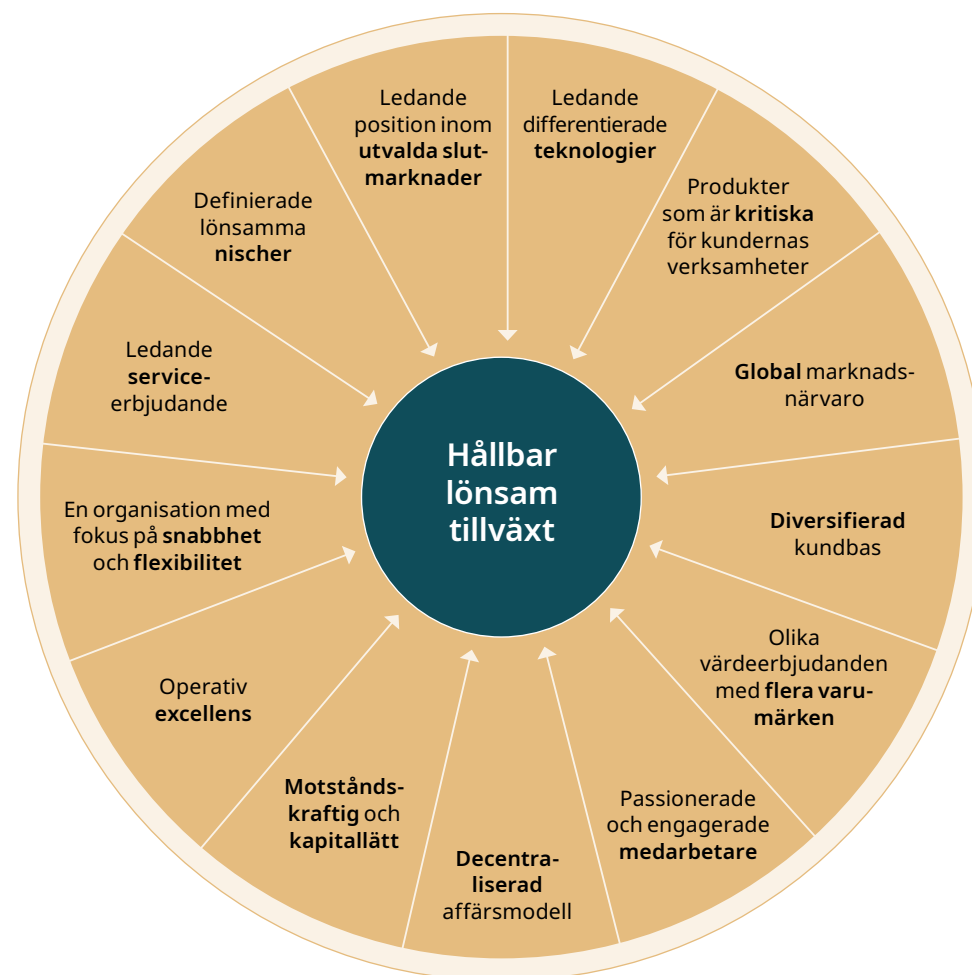 Ledande
position inom
utvalda slut-
marknader
Ledande
differentierade
teknologier
Produkter
som är kritiska
för kundernas
verksamheter
Global marknads-
närvaro
Diversifierad
kundbas
Olika
värdeerbjudanden
med flera varu-
märken
Passionerade
och engagerade
medarbetare
Decentra-
liserad
affärsmodell
Motstånds-
kraftig och
kapitallätt
Operativ
excellens
En organisation med
fokus på snabbhet
och flexibilitet
Ledande
service-
erbjudande
Definierade
lönsamma
nischer
Hållbar
lönsam
tillväxt